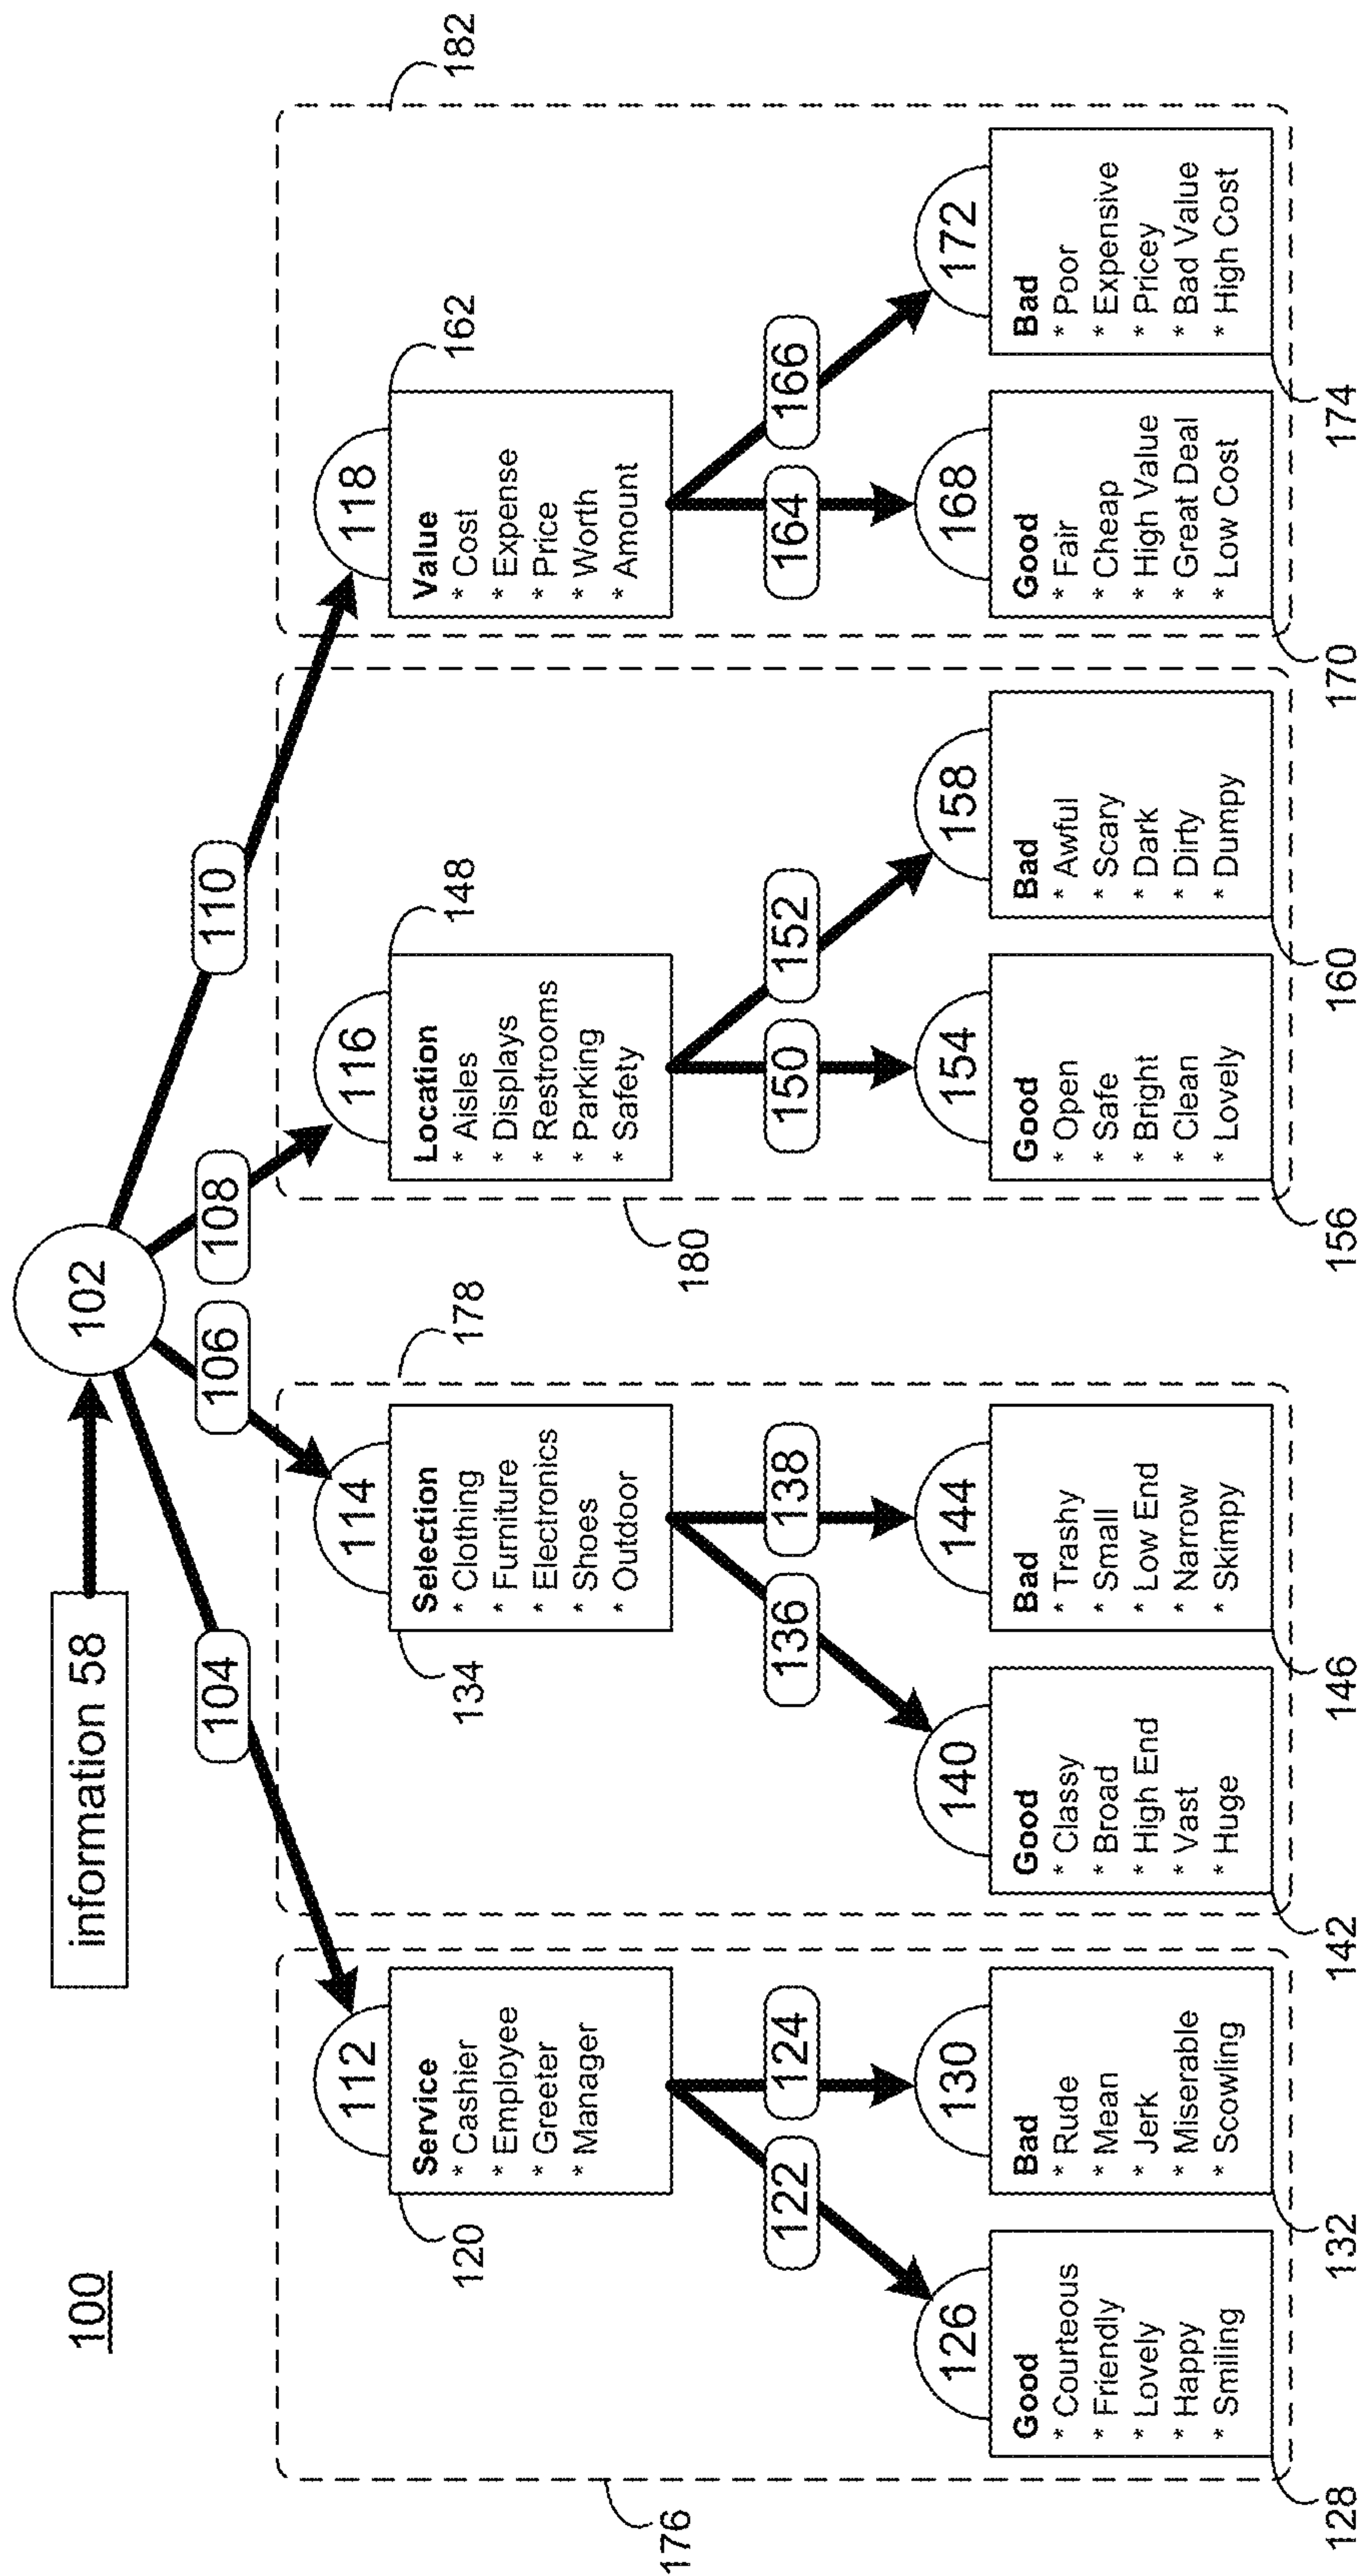 100
information 58
102
104
106
108
110
176
112
120
Service
* Cashier
* Employee
* Greeter
* Manager
122
124
126
Good
* Courteous
* Friendly
* Lovely
* Happy
* Smiling
128
130
Bad
* Rude
* Mean
* Jerk
* Miserable
* Scowling
132
178
114
134
Selection
* Clothing
* Furniture
* Electronics
* Shoes
* Outdoor
136
138
140
Good
* Classy
* Broad
* High End
* Vast
* Huge
142
144
Bad
* Trashy
* Small
* Low End
* Narrow
* Skimpy
146
180
116
148
Location
* Aisles
* Displays
* Restrooms
* Parking
* Safety
150
152
154
Good
* Open
* Safe
* Bright
* Clean
* Lovely
156
158
Bad
* Awful
* Scary
* Dark
* Dirty
* Dumpy
160
182
118
162
Value
* Cost
* Expense
* Price
* Worth
* Amount
164
166
168
Good
* Fair
* Cheap
* High Value
* Great Deal
* Low Cost
170
172
Bad
* Poor
* Expensive
* Pricey
* Bad Value
* High Cost
174